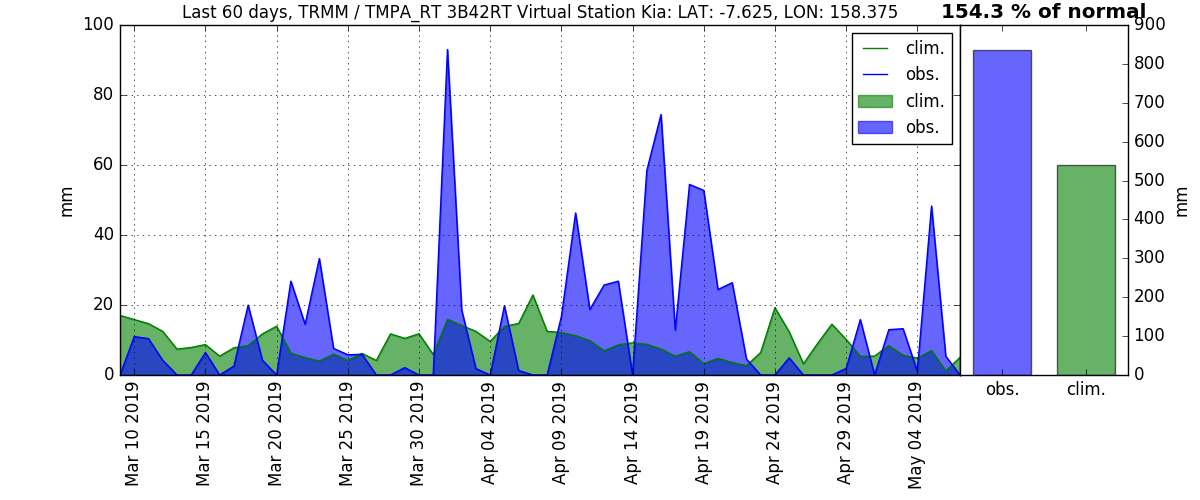 Last 60 days, TRMM / TMPA_RT 3B42RT Virtual Station Kia: LAT: -7.625, LON: 158.375
154.3 % of normal
100
80
60
40
20
0
mm
clim.
obs.
clim.
obs.
Mar 10 2019
Mar 15 2019
Mar 20 2019
Mar 25 2019
Mar 30 2019
Apr 04 2019
Apr 09 2019
Apr 14 2019
Apr 19 2019
Apr 24 2019
Apr 29 2019
May 04 2019
900
800
700
600
500
400
300
200
100
0
mm
obs.
clim.